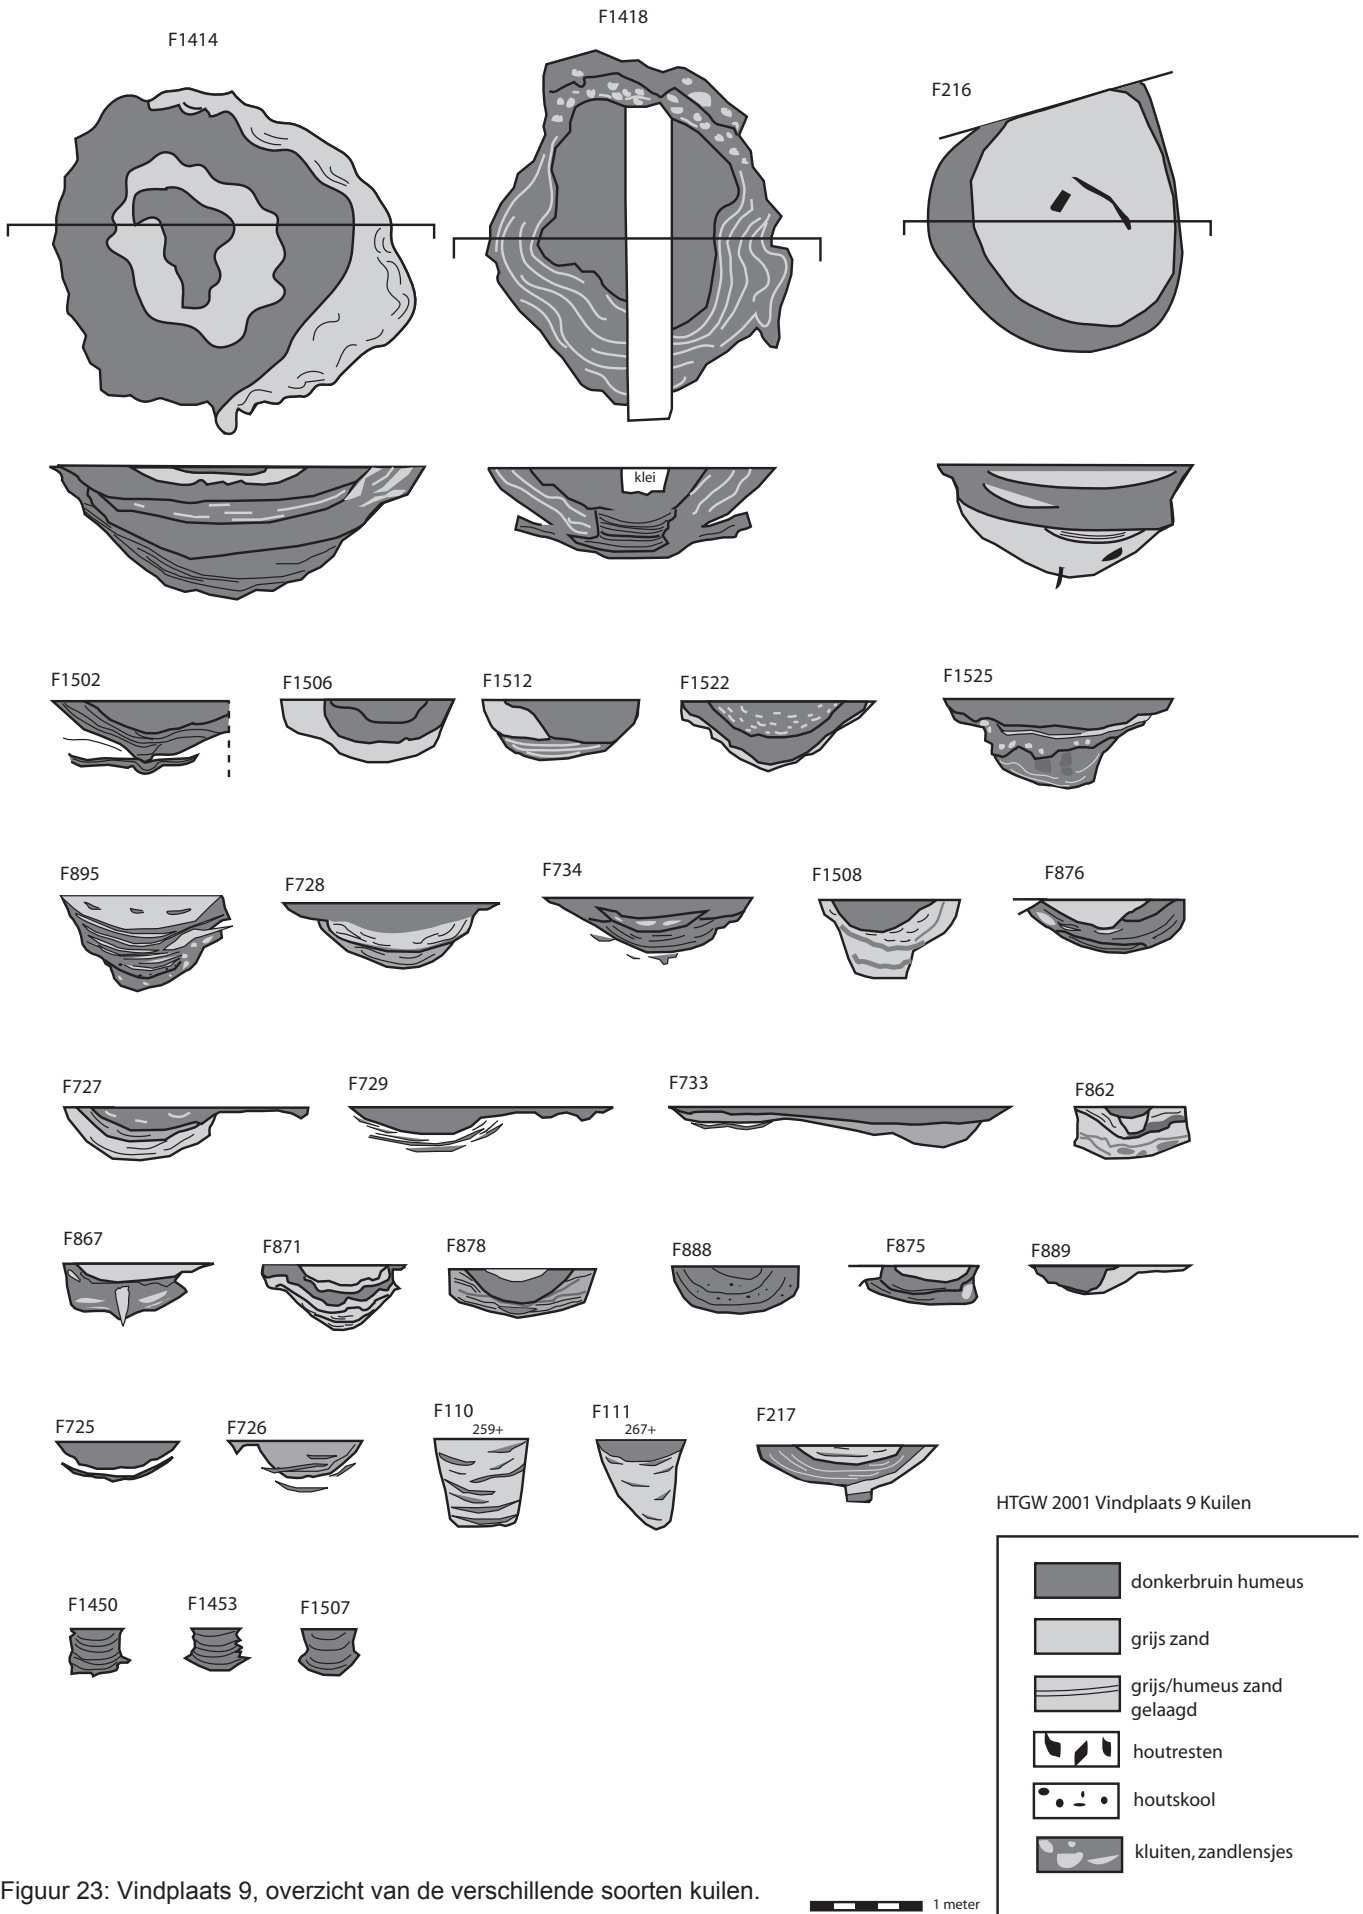 F1414
F1418
F216
klei
F1502
F1506
F1512
F1522
F1525
F895
F728
F734
F1508
F876
F727
F729
F733
F862
F867
F871
F878
F888
F875
F889
F725
F726
F110
259+
F111
267+
F217
HTGW 2001 Vindplaats 9 Kuilen
donkerbruin humeus
grijs zand
grijs/humeus zand
gelaagd
houtresten
houtskool
kluiten, zandlensjes
F1450
F1453
F1507
Figuur 23: Vindplaats 9, overzicht van de verschillende soorten kuilen.
1 meter